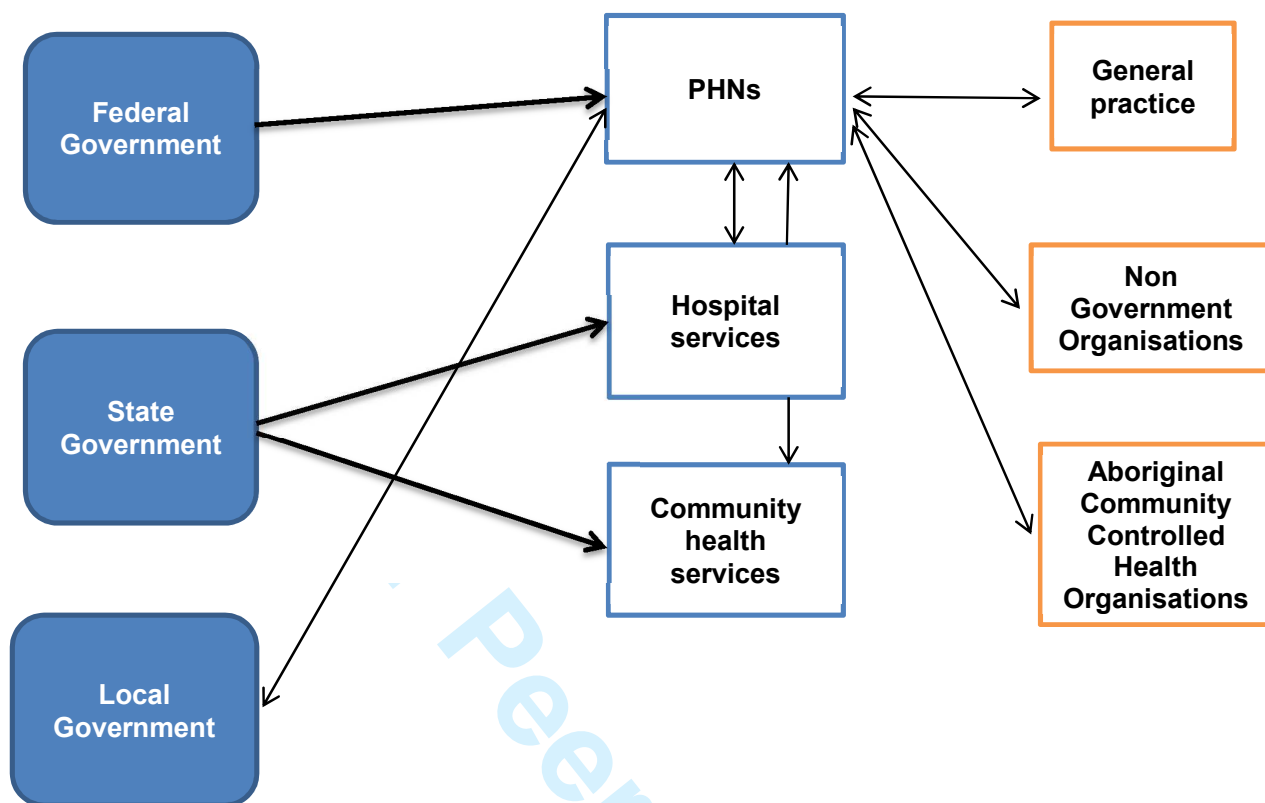 Federal
Government
PHNs
General
practice
Hospital
services
Non
Government
Organisations
State
Government
Community
health
services
Aboriginal
Community
Controlled
Health
Organisations
Local
Government
Peer